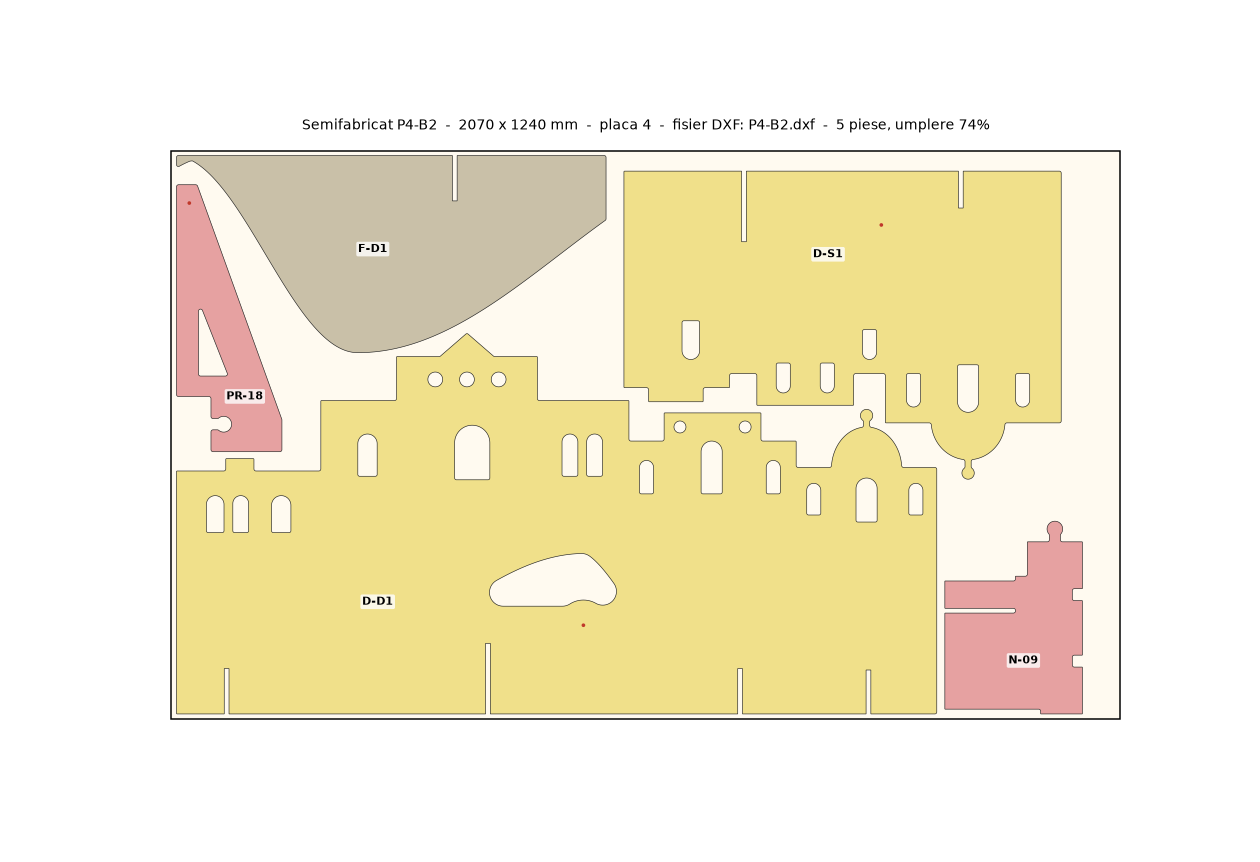 Semifabricat P4-B2 - 2070 x 1240 mm - placa 4 - fisier DXF: P4-B2.dxf - 5 piese, umplere 74%
F-D1
D-S1
PR-18
D-D1
N-09